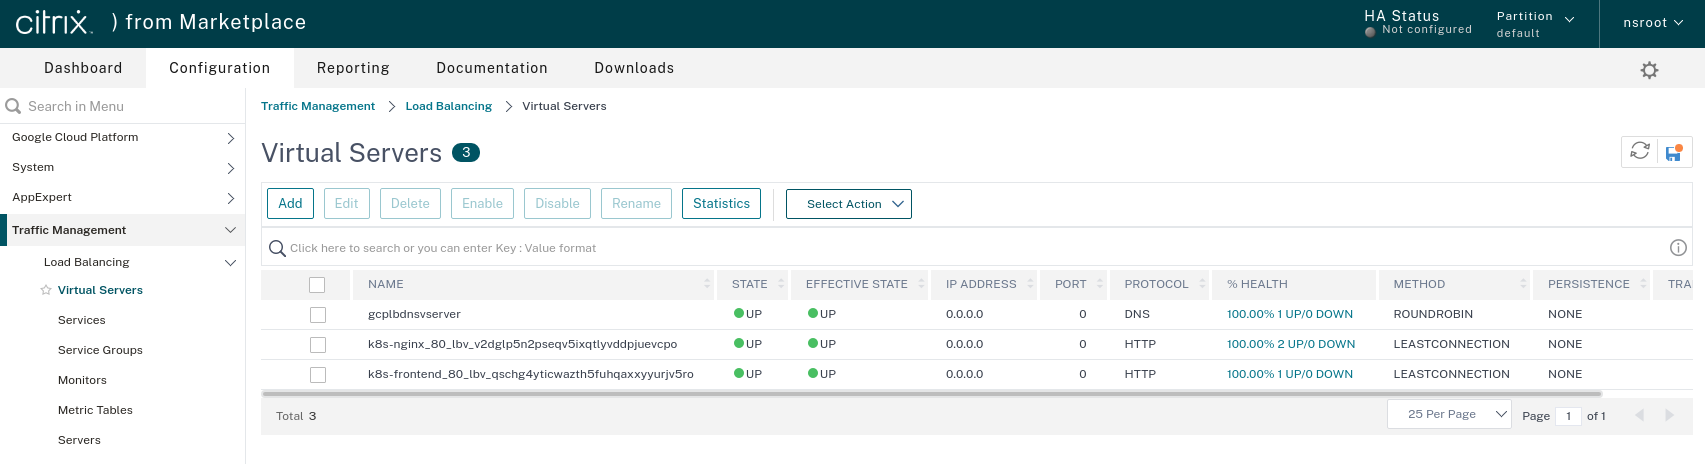 citrix ) from Marketplace
HA Status
Not configured
Partition
default
nsroot
Dashboard Configuration Reporting Documentation Downloads
Search in Menu
Google Cloud Platform
System
AppExpert
Traffic Management
Load Balancing
Virtual Servers
Services
Service Groups
Monitors
Metric Tables
Servers
Traffic Management Load Balancing Virtual Servers
Virtual Servers 3
Add Edit Delete Enable Disable Rename Statistics Select Action
Click here to search or you can enter Key : Value format
NAME STATE EFFECTIVE STATE IP ADDRESS PORT PROTOCOL % HEALTH METHOD PERSISTENCE TRA
gcplbdnsvserver UP UP 0.0.0.0 0 DNS 100.00% 1 UP/0 DOWN ROUNDROBIN NONE
k8s-nginx_80_lbv_v2dglp5n2pseqv5ixqtlyvddpjuevcpo UP UP 0.0.0.0 0 HTTP 100.00% 2 UP/0 DOWN LEASTCONNECTION NONE
k8s-frontend_80_lbv_qschg4yticwazth5fuhqaxxyyurjv5ro UP UP 0.0.0.0 0 HTTP 100.00% 1 UP/0 DOWN LEASTCONNECTION NONE
Total 3 25 Per Page Page 1 of 1